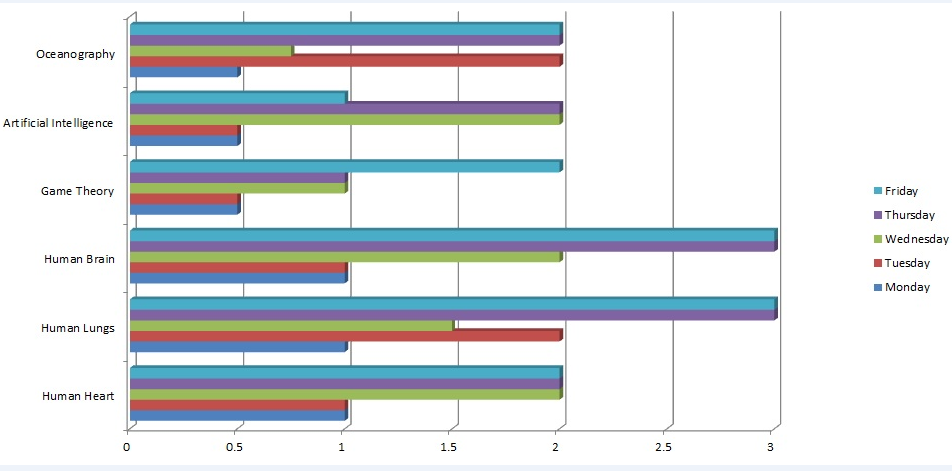 Oceanography
Artificial Intelligence
Game Theory
Human Brain
Human Lungs
Human Heart
0 0.5 1 1.5 2 2.5 3
Friday
Thursday
Wednesday
Tuesday
Monday